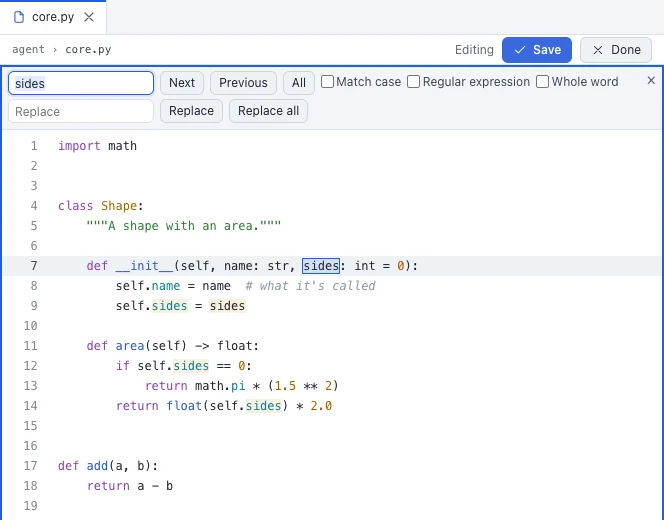 core.py
agent › core.py
Editing
Save
Done
sides
Next
Previous
All
Match case
Regular expression
Whole word
Replace
Replace
Replace all
1 import math
2
3
4 class Shape:
5     """A shape with an area."""
6
7     def __init__(self, name: str, sides: int = 0):
8         self.name = name  # what it's called
9         self.sides = sides
10
11     def area(self) -> float:
12         if self.sides == 0:
13             return math.pi * (1.5 ** 2)
14         return float(self.sides) * 2.0
15
16
17 def add(a, b):
18     return a - b
19